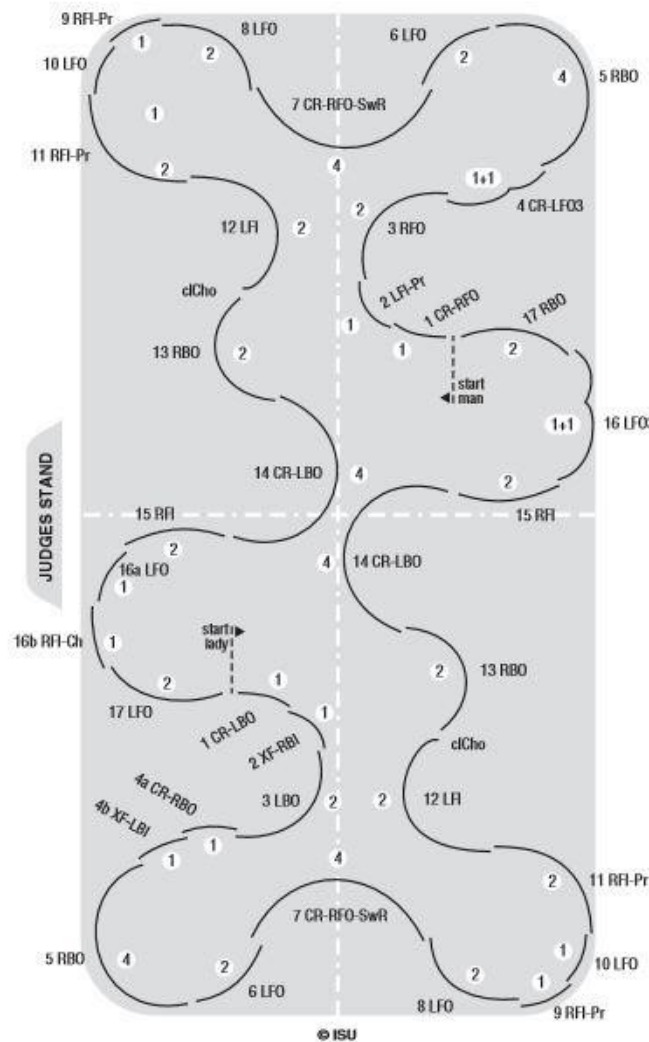 9 RFI-Pr
8 LFO
6 LFO
1
2
2
10 LFO
4
5 RBO
7 CR-RFO-SwR
1
11 RFI-Pr
2
4
1+1
4 CR-LFO3
2
12 LFI
2
3 RFO
clCho
2 LFI-Pr
1 CR-RFO
17 RBO
1
1
2
13 RBO
2
start
man
1+1
16 LFO3
14 CR-LBO
4
2
15 RFI
15 RFI
JUDGES STAND
2
4
14 CR-LBO
16a LFO
1
start
lady
16b RFI-Ch
1
2
13 RBO
2
1
17 LFO
1 CR-LBO
1
2 XF-RBI
clCho
4a CR-RBO
3 LBO
2
2
12 LFI
4b XF-LBI
1
1
4
11 RFI-Pr
2
7 CR-RFO-SwR
5 RBO
4
2
6 LFO
2
1
1
10 LFO
8 LFO
9 RFI-Pr
© ISU